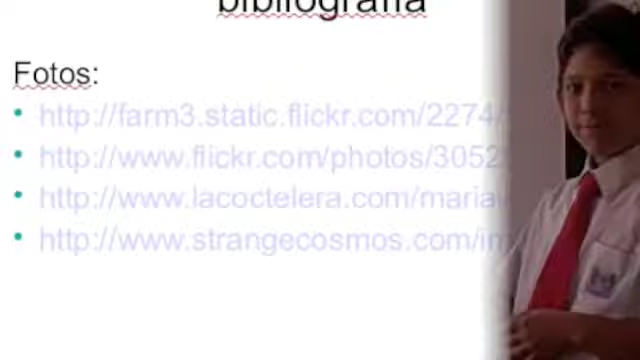 bibliografia
Fotos:
http://farm3.static.flickr.com/2274/
http://www.flickr.com/photos/3052
http://www.lacoctelera.com/maria
http://www.strangecosmos.com/im